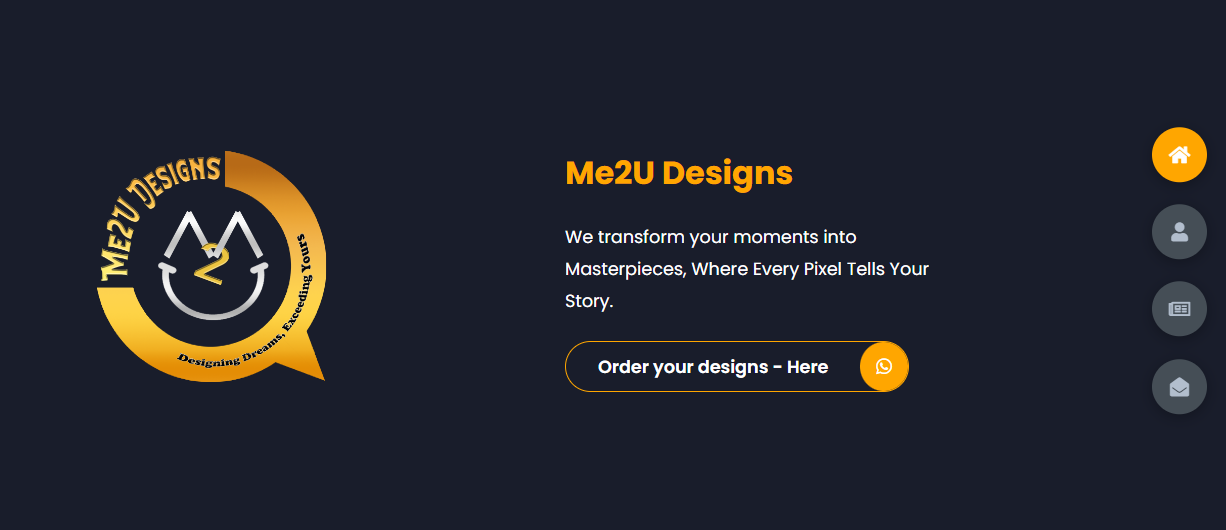 Me2U Designs
M
2
Designing Dreams, Exceeding Yours
Me2U Designs
We transform your moments into
Masterpieces, Where Every Pixel Tells Your
Story.
Order your designs - Here